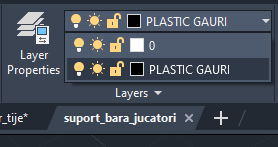 PLASTIC GAURI
Layer
Properties
0
PLASTIC GAURI
Layers
r_tije*
suport_bara_jucatori